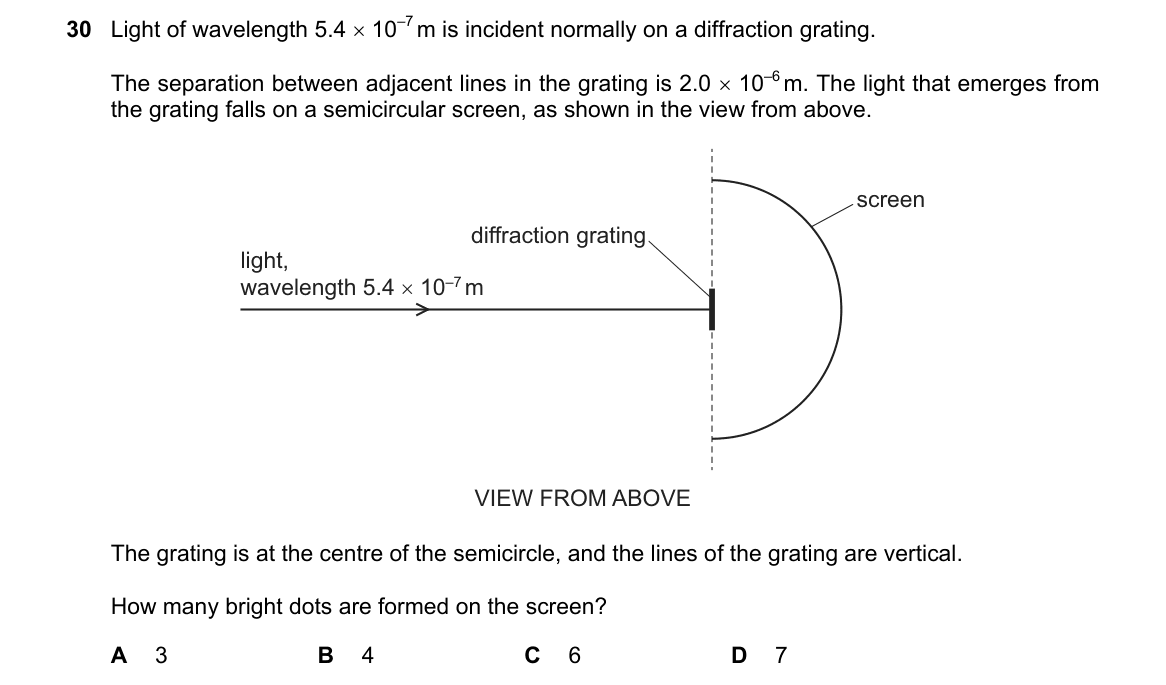 30 Light of wavelength 5.4 × 10⁻⁷ m is incident normally on a diffraction grating.
The separation between adjacent lines in the grating is 2.0 × 10⁻⁶ m. The light that emerges from
the grating falls on a semicircular screen, as shown in the view from above.
screen
diffraction grating
light,
wavelength 5.4 × 10⁻⁷ m
VIEW FROM ABOVE
The grating is at the centre of the semicircle, and the lines of the grating are vertical.
How many bright dots are formed on the screen?
A 3 B 4 C 6 D 7